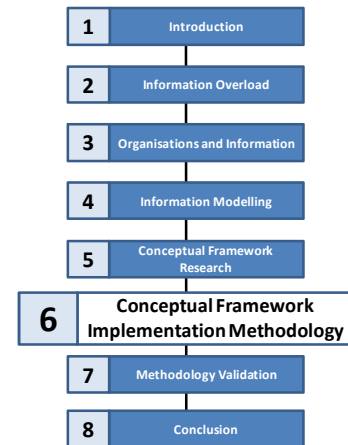 1 Introduction
2 Information Overload
3 Organisations and Information
4 Information Modelling
5 Conceptual Framework
Research
6 Conceptual Framework
Implementation Methodology
7 Methodology Validation
8 Conclusion